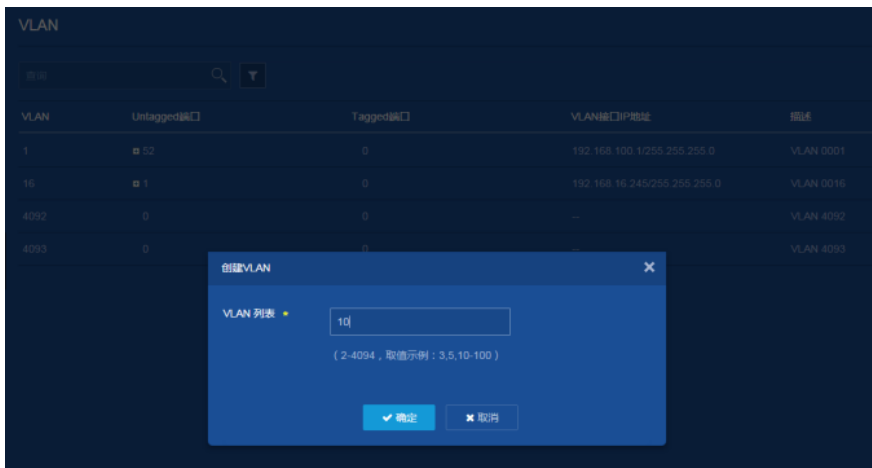 VLAN
查询
VLAN Untagged端口 Tagged端口 VLAN接口IP地址 描述
1 52 0 192.168.100.1/255.255.255.0 VLAN 0001
16 1 0 192.168.16.245/255.255.255.0 VLAN 0016
4092 0 0 -- VLAN 4092
4093 0 0 VLAN 4093
创建VLAN
VLAN 列表 *
10
(2-4094，取值示例：3,5,10-100)
确定 取消